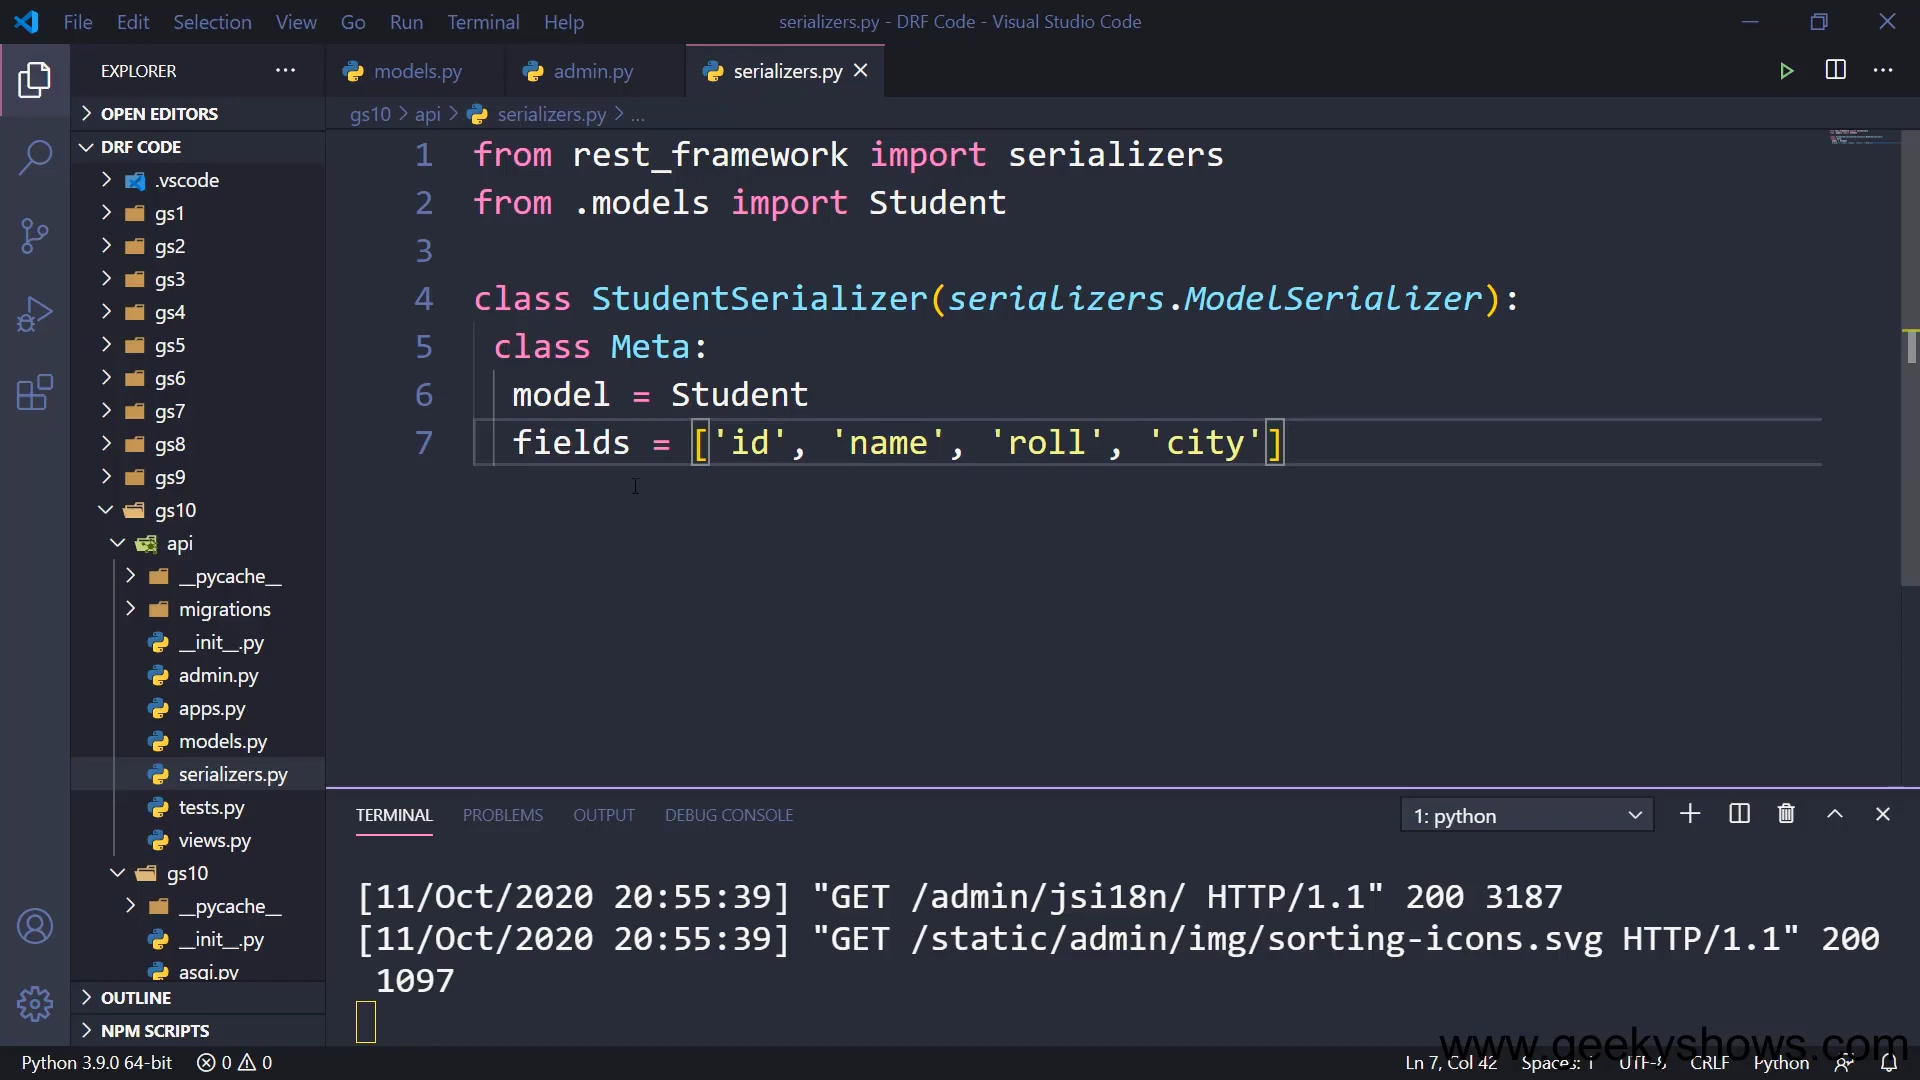 File Edit Selection View Go Run Terminal Help serializers.py - DRF Code - Visual Studio Code
EXPLORER
OPEN EDITORS
DRF CODE
.vscode
gs1
gs2
gs3
gs4
gs5
gs6
gs7
gs8
gs9
gs10
api
__pycache__
migrations
__init__.py
admin.py
apps.py
models.py
serializers.py
tests.py
views.py
gs10
__pycache__
__init__.py
asgi.py
OUTLINE
NPM SCRIPTS
models.py admin.py serializers.py
gs10 > api > serializers.py > ...
1 from rest_framework import serializers
2 from .models import Student
3
4 class StudentSerializer(serializers.ModelSerializer):
5 class Meta:
6 model = Student
7 fields = ['id', 'name', 'roll', 'city']
TERMINAL PROBLEMS OUTPUT DEBUG CONSOLE 1: python
[11/Oct/2020 20:55:39] "GET /admin/jsi18n/ HTTP/1.1" 200 3187
[11/Oct/2020 20:55:39] "GET /static/admin/img/sorting-icons.svg HTTP/1.1" 200
1097
www.geekyshows.com
Python 3.9.0 64-bit 0 0 Ln 7, Col 42 Spaces: 1 UTF-8 CRLF Python